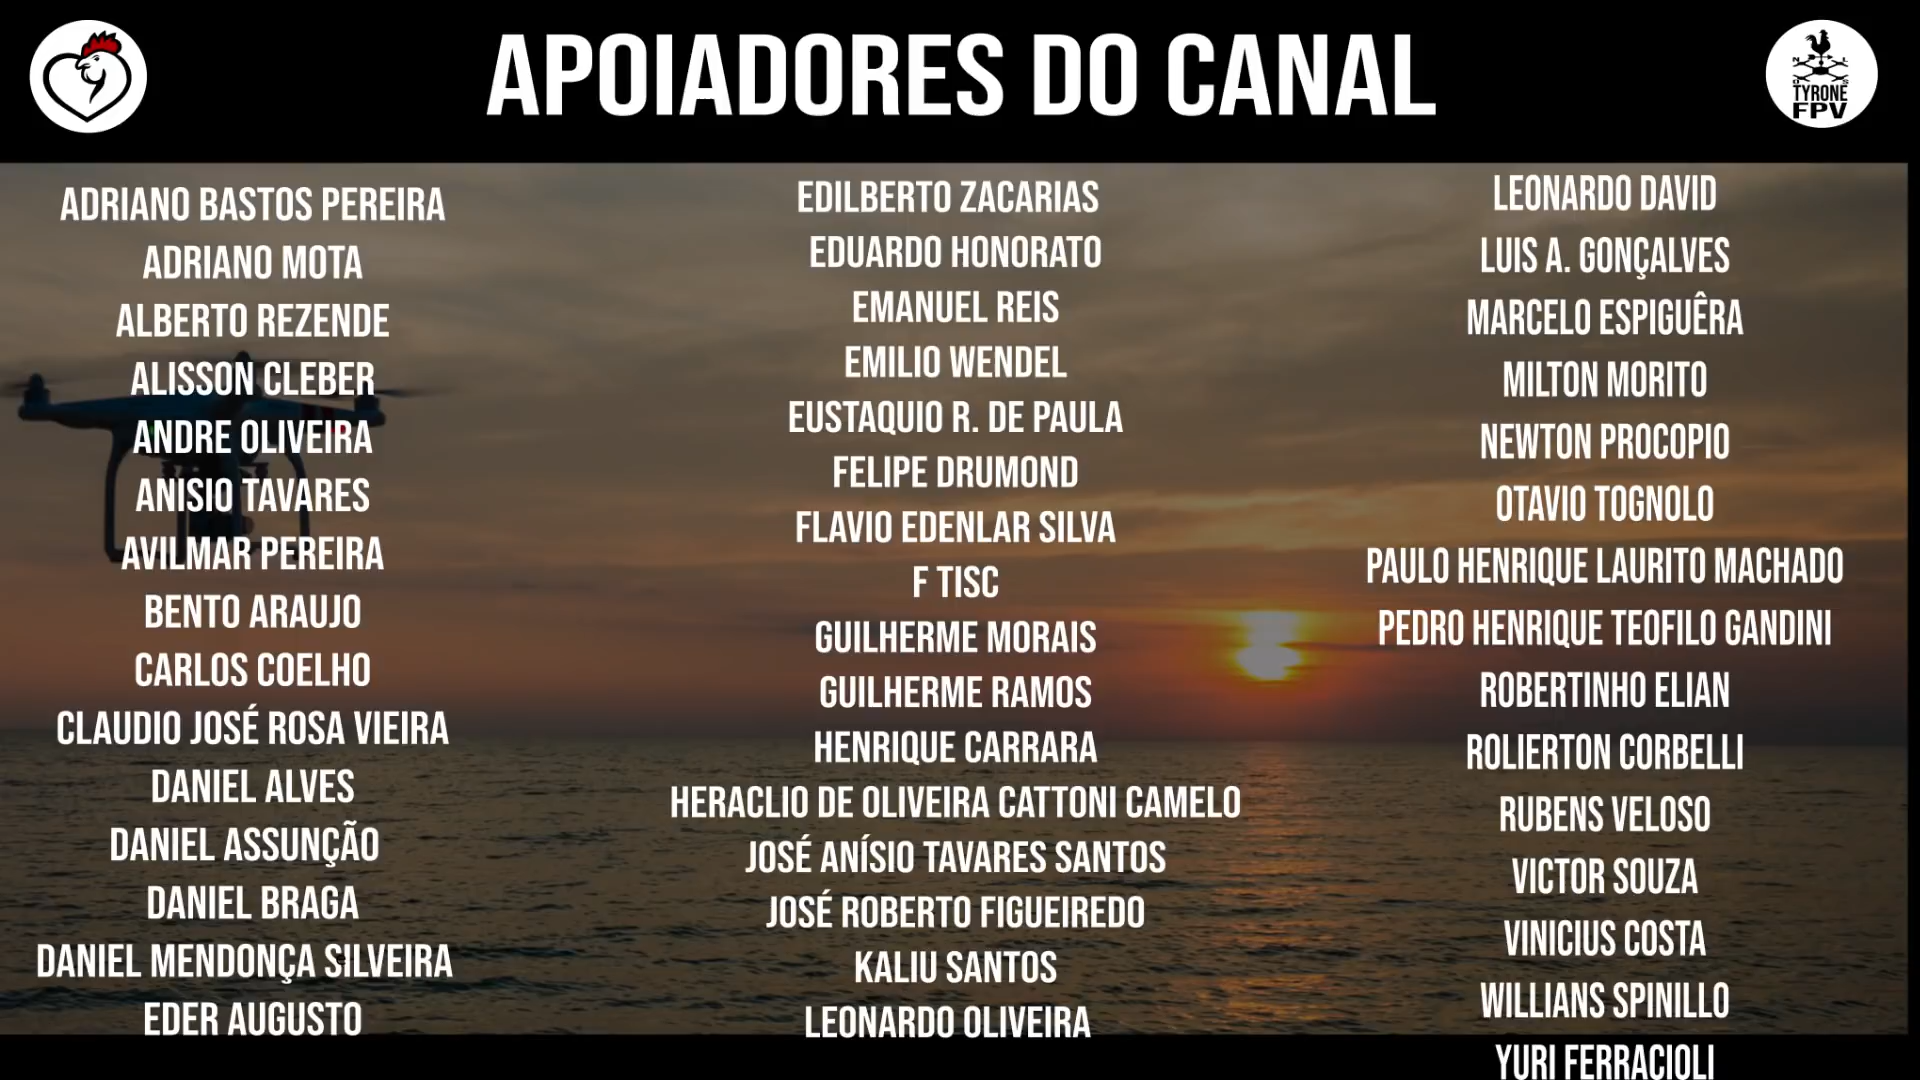 APOIADORES DO CANAL
N L
O S
TYRONE
FPV
ADRIANO BASTOS PEREIRA
ADRIANO MOTA
ALBERTO REZENDE
ALISSON CLEBER
ANDRE OLIVEIRA
ANISIO TAVARES
AVILMAR PEREIRA
BENTO ARAUJO
CARLOS COELHO
CLAUDIO JOSÉ ROSA VIEIRA
DANIEL ALVES
DANIEL ASSUNÇÃO
DANIEL BRAGA
DANIEL MENDONÇA SILVEIRA
EDER AUGUSTO
EDILBERTO ZACARIAS
EDUARDO HONORATO
EMANUEL REIS
EMILIO WENDEL
EUSTAQUIO R. DE PAULA
FELIPE DRUMOND
FLAVIO EDENLAR SILVA
F TISC
GUILHERME MORAIS
GUILHERME RAMOS
HENRIQUE CARRARA
HERACLIO DE OLIVEIRA CATTONI CAMELO
JOSÉ ANÍSIO TAVARES SANTOS
JOSÉ ROBERTO FIGUEIREDO
KALIU SANTOS
LEONARDO OLIVEIRA
LEONARDO DAVID
LUIS A. GONÇALVES
MARCELO ESPIGUÊRA
MILTON MORITO
NEWTON PROCOPIO
OTAVIO TOGNOLO
PAULO HENRIQUE LAURITO MACHADO
PEDRO HENRIQUE TEOFILO GANDINI
ROBERTINHO ELIAN
ROLIERTON CORBELLI
RUBENS VELOSO
VICTOR SOUZA
VINICIUS COSTA
WILLIANS SPINILLO
YURI FERRACIOLI